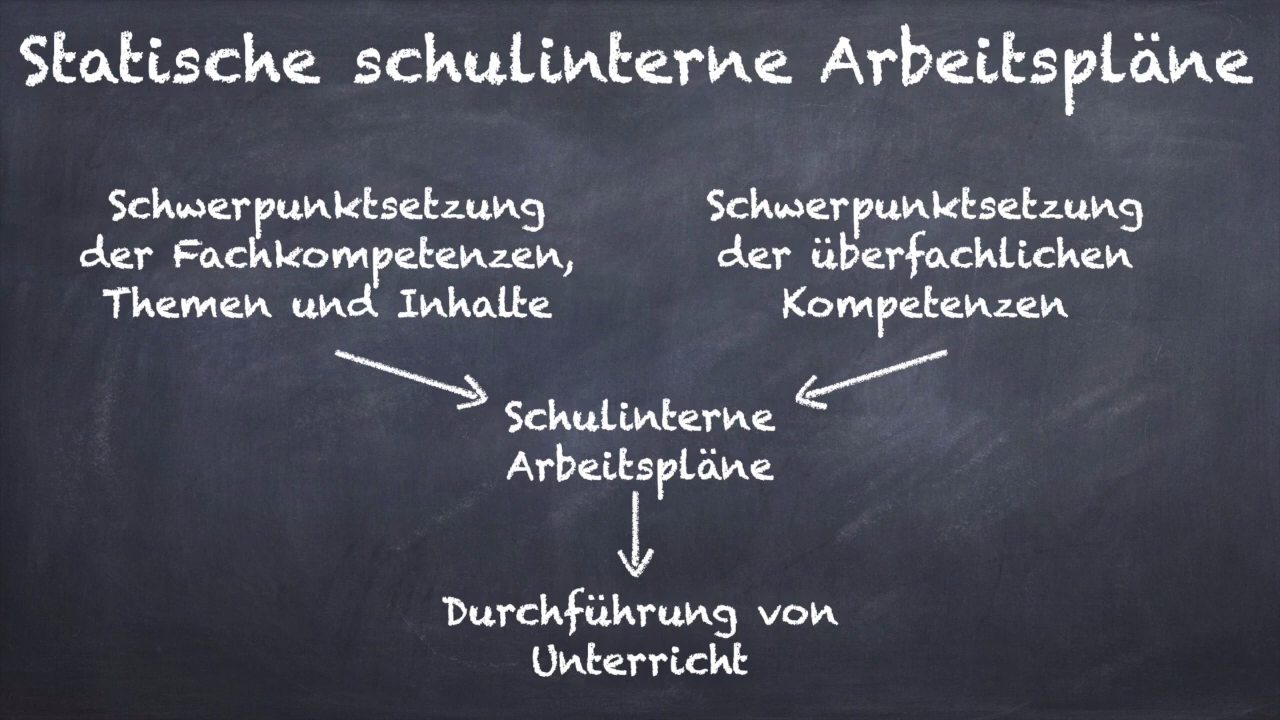 Statische schulinterne Arbeitspläne
Schwerpunktsetzung
der Fachkompetenzen,
Themen und Inhalte
Schwerpunktsetzung
der überfachlichen
Kompetenzen
Schulinterne
Arbeitspläne
Durchführung von
Unterricht